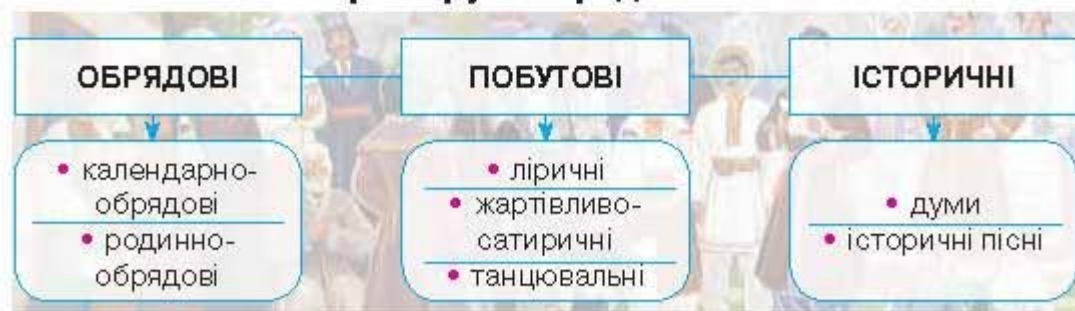 ОБРЯДОВІ
ПОБУТОВІ
ІСТОРИЧНІ
• календарно-
обрядові
• родинно-
обрядові
• ліричні
• жартівливо-
сатиричні
• танцювальні
• думи
• історичні пісні